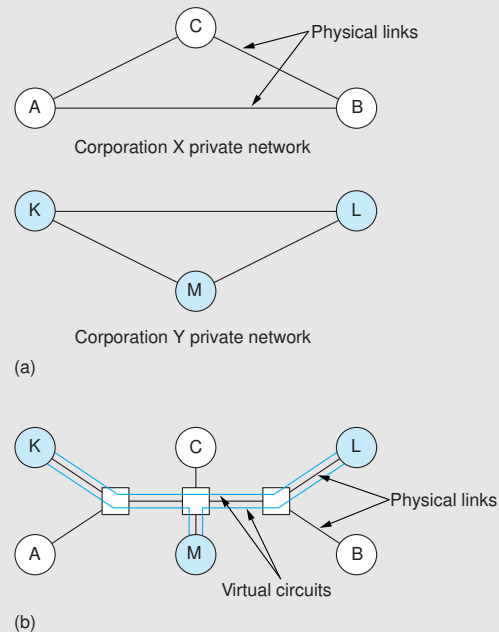 C
Physical links
A
B
Corporation X private network
K
L
M
Corporation Y private network
(a)
K
C
L
Physical links
A
M
B
Virtual circuits
(b)